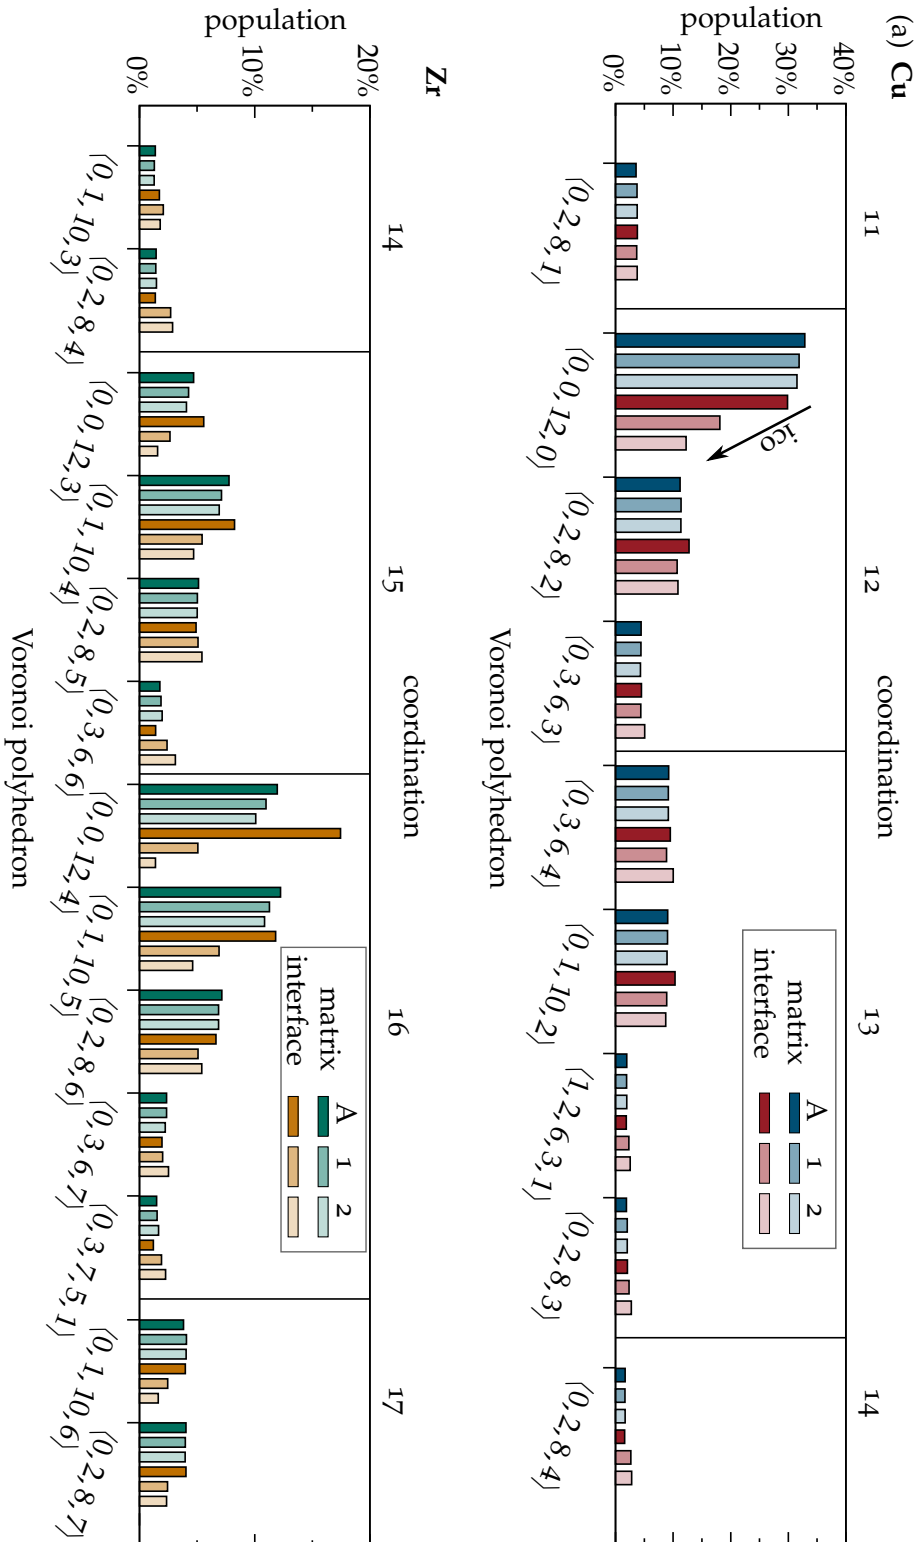 (a) Cu
coordination
11 12 13 14
population
40%
30%
20%
10%
0%
ico
matrix
interface
A 1 2
⟨0,2,8,1⟩ ⟨0,0,12,0⟩ ⟨0,2,8,2⟩ ⟨0,3,6,3⟩ ⟨0,3,6,4⟩ ⟨0,1,10,2⟩ ⟨1,2,6,3,1⟩ ⟨0,2,8,3⟩ ⟨0,2,8,4⟩
Voronoi polyhedron
Zr
coordination
14 15 16 17
population
20%
10%
0%
A 1 2
matrix
interface
⟨0,1,10,3⟩ ⟨0,2,8,4⟩ ⟨0,0,12,3⟩ ⟨0,1,10,4⟩ ⟨0,2,8,5⟩ ⟨0,3,6,6⟩ ⟨0,0,12,4⟩ ⟨0,1,10,5⟩ ⟨0,2,8,6⟩ ⟨0,3,6,7⟩ ⟨0,3,7,5,1⟩ ⟨0,1,10,6⟩ ⟨0,2,8,7⟩
Voronoi polyhedron